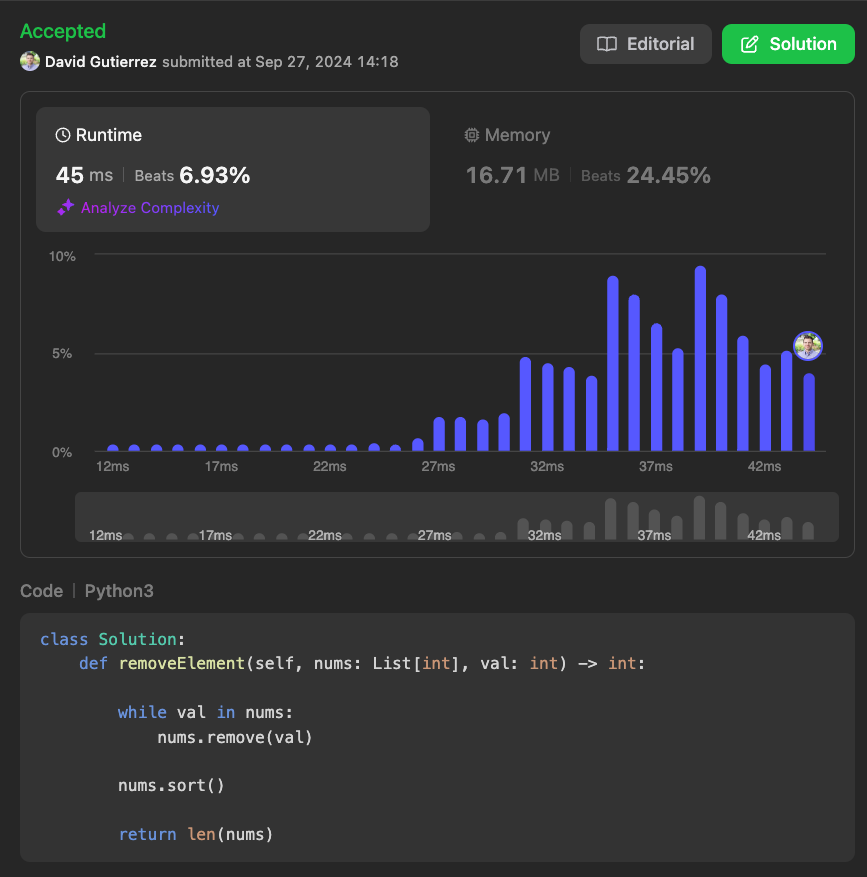 Accepted
Editorial
Solution
David Gutierrez submitted at Sep 27, 2024 14:18
Runtime
45 ms | Beats 6.93%
Analyze Complexity
Memory
16.71 MB | Beats 24.45%
10%
5%
0%
12ms 17ms 22ms 27ms 32ms 37ms 42ms
12ms 17ms 22ms 27ms 32ms 37ms 42ms
Code | Python3
class Solution:
    def removeElement(self, nums: List[int], val: int) -> int:
        while val in nums:
            nums.remove(val)
        nums.sort()
        return len(nums)